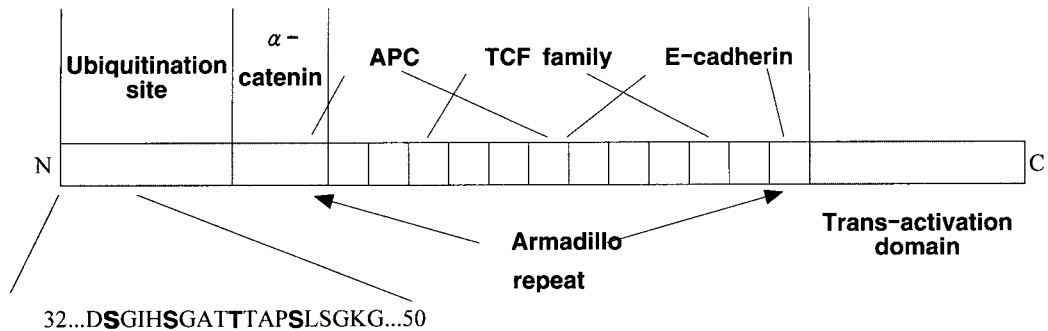 Ubiquitination
site
α-
catenin
APC
TCF family
E-cadherin
N
C
Armadillo
repeat
Trans-activation
domain
32...DSGIHSGATTTAPSLSGKG...50